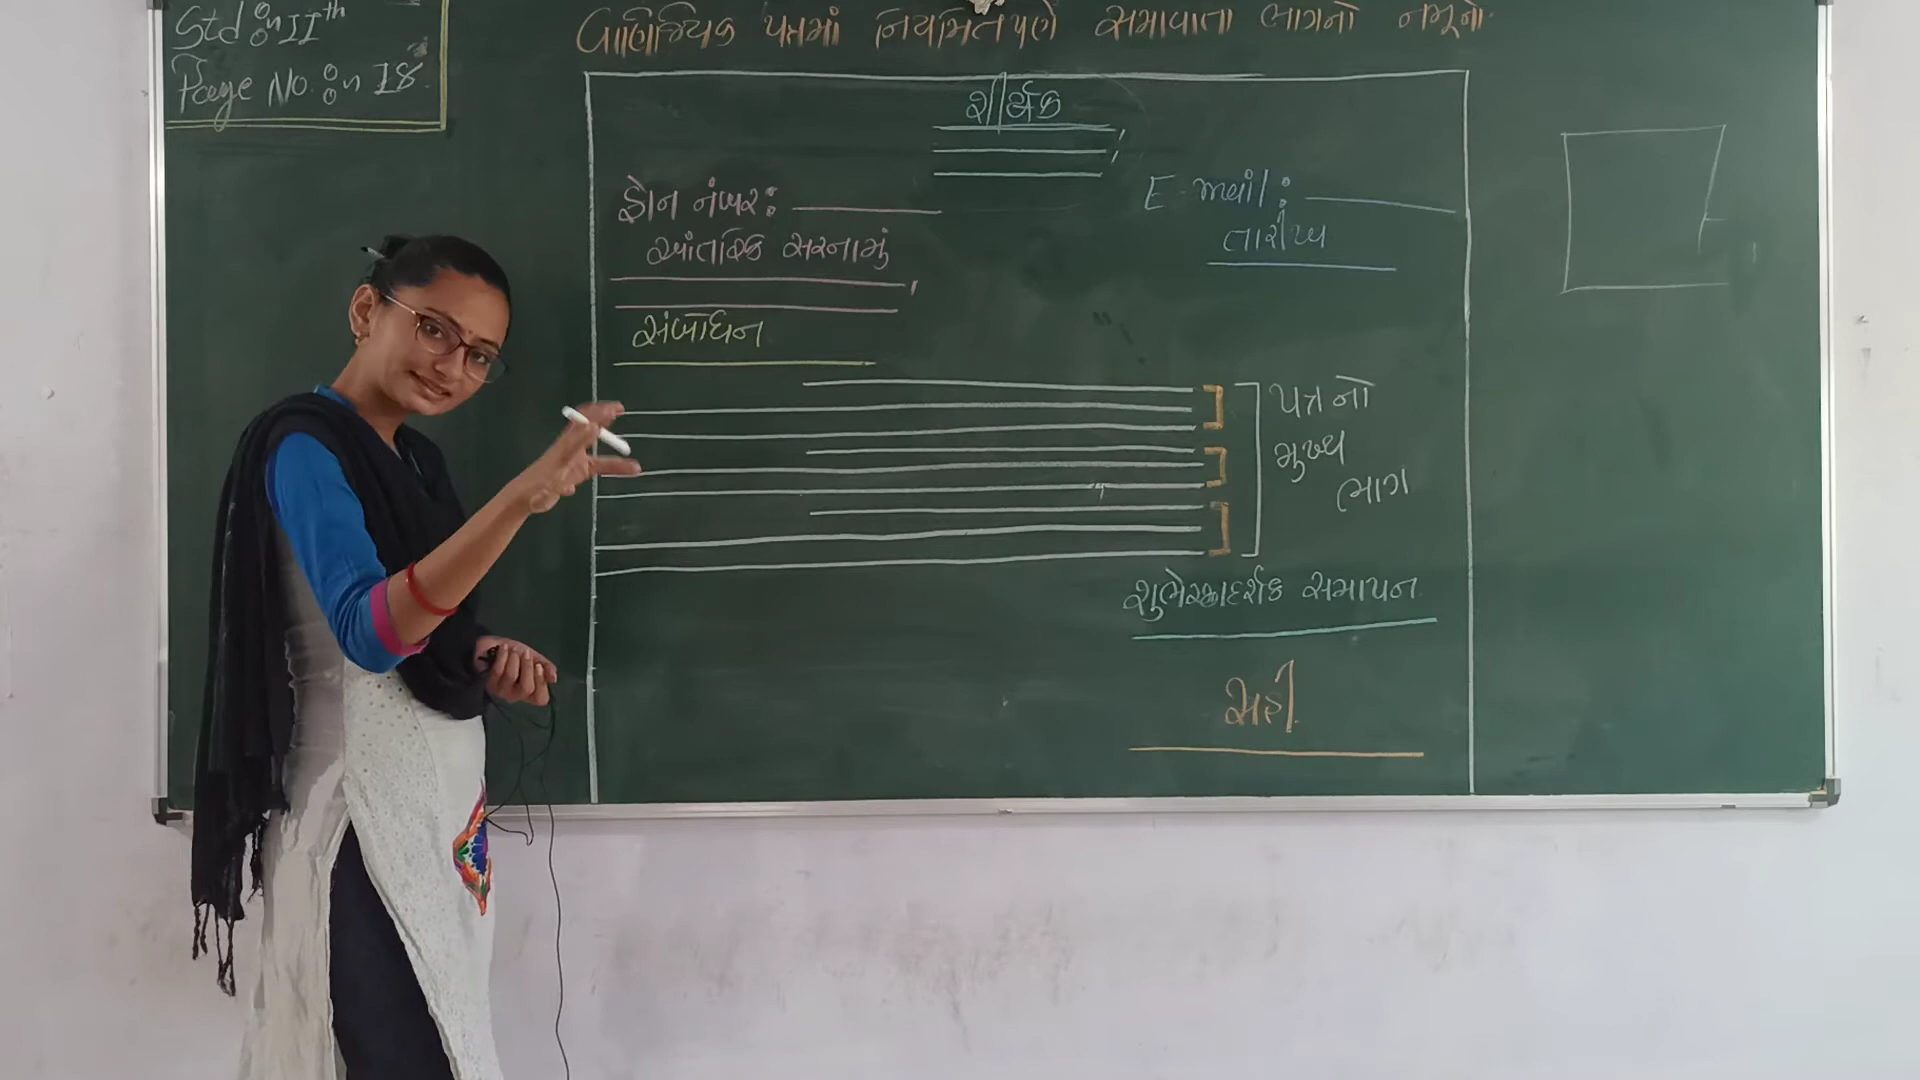 Std :- IIth
Page No. :- 18.
વાણિજ્યિક પત્રમાં નિયમિતપણે સમાવાતા ભાગનો નમૂનો.
શીર્ષક
ફોન નંબર :
E-mail :
તારીખ
આંતરિક સરનામું
સંબોધન
પત્રનો
મુખ્ય
ભાગ
શુભેચ્છાદર્શક સમાપન
સહી.